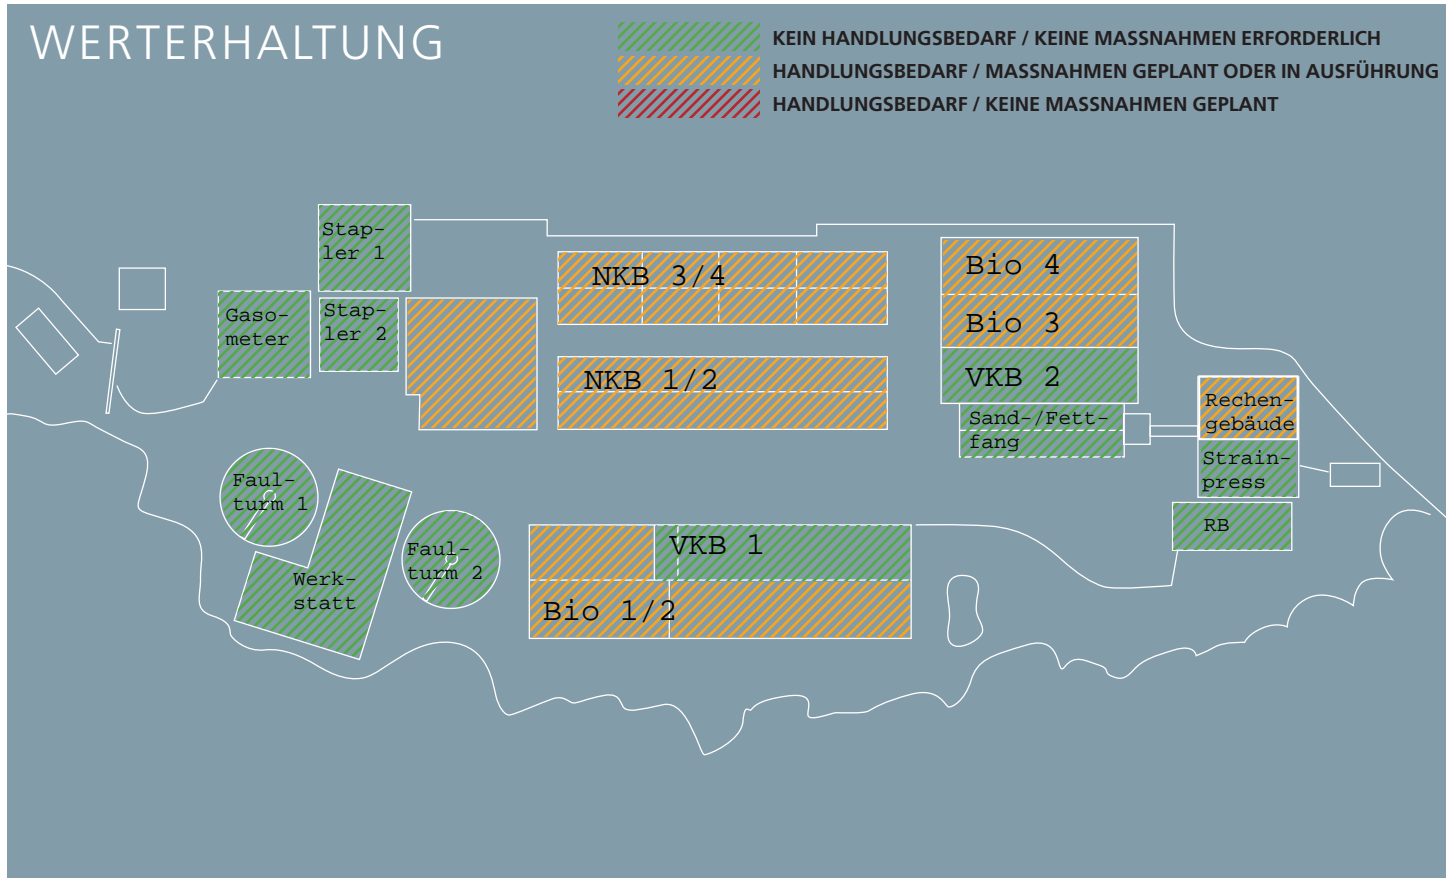 WERTERHALTUNG
KEIN HANDLUNGSBEDARF / KEINE MASSNAHMEN ERFORDERLICH
HANDLUNGSBEDARF / MASSNAHMEN GEPLANT ODER IN AUSFÜHRUNG
HANDLUNGSBEDARF / KEINE MASSNAHMEN GEPLANT
Stap-
ler 1
Gaso-
meter
Stap-
ler 2
NKB 3/4
NKB 1/2
Bio 4
Bio 3
VKB 2
Sand-/Fett-
fang
Rechen-
gebäude
Strain-
press
RB
Faul-
turm 1
Werk-
statt
Faul-
turm 2
VKB 1
Bio 1/2